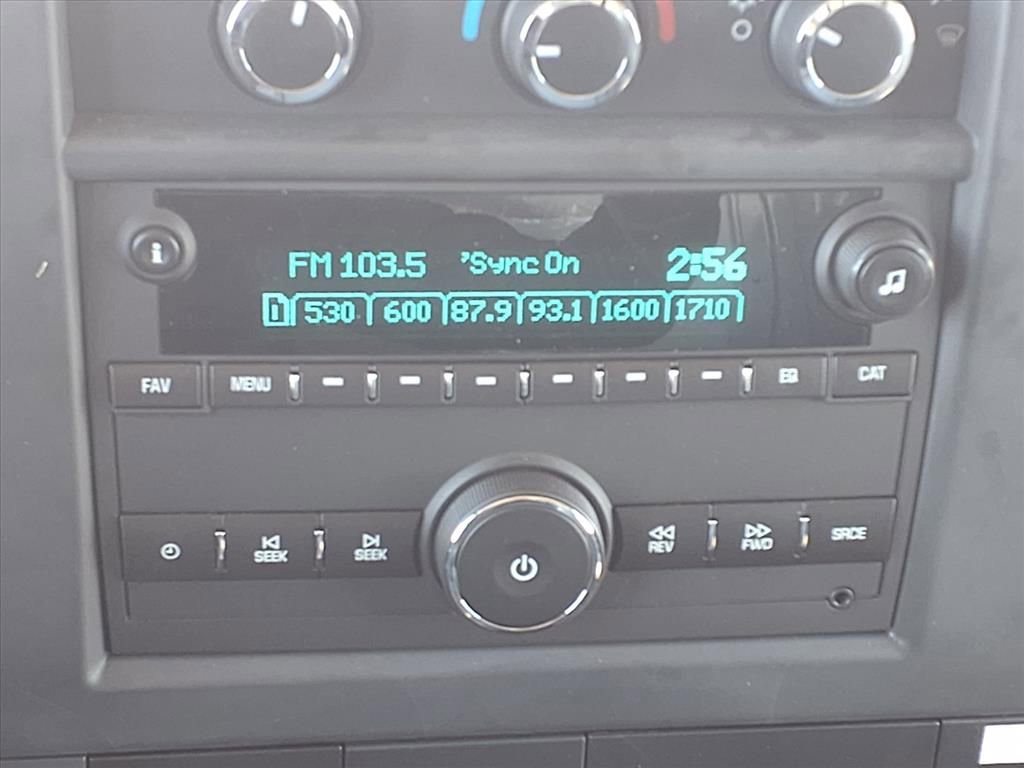 i
FM 103.5 'Sync On 2:56
i 530 600 87.9 93.1 1600 1710
FAV MENU EQ CAT
SEEK SEEK REV FWD SRCE